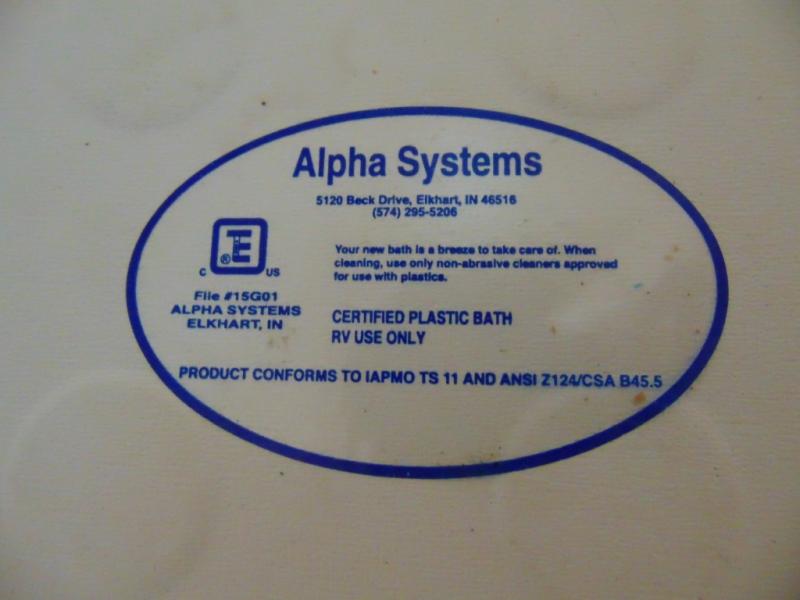 Alpha Systems
5120 Beck Drive, Elkhart, IN 46516
(574) 295-5206
Your new bath is a breeze to take care of. When
cleaning, use only non-abrasive cleaners approved
for use with plastics.
E
®
C US
File #15G01
ALPHA SYSTEMS
ELKHART, IN
CERTIFIED PLASTIC BATH
RV USE ONLY
PRODUCT CONFORMS TO IAPMO TS 11 AND ANSI Z124/CSA B45.5